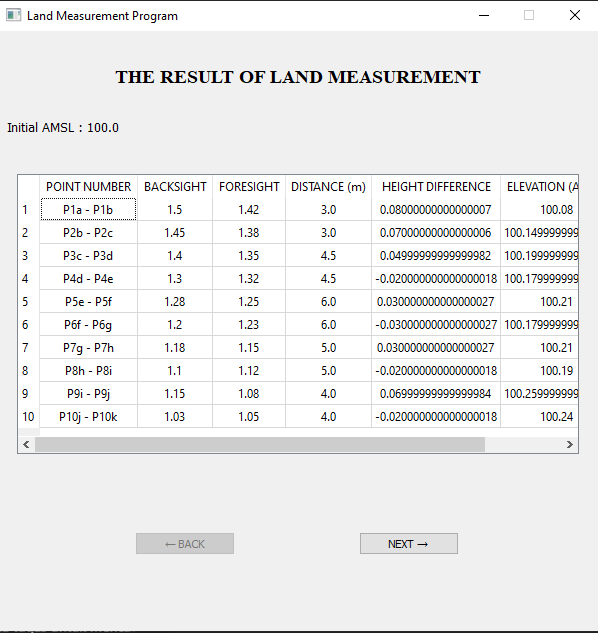 Land Measurement Program
THE RESULT OF LAND MEASUREMENT
Initial AMSL : 100.0
POINT NUMBER BACKSIGHT FORESIGHT DISTANCE (m) HEIGHT DIFFERENCE ELEVATION (A
1 P1a - P1b 1.5 1.42 3.0 0.08000000000000007 100.08
2 P2b - P2c 1.45 1.38 3.0 0.07000000000000006 100.149999999
3 P3c - P3d 1.4 1.35 4.5 0.04999999999999982 100.199999999
4 P4d - P4e 1.3 1.32 4.5 -0.020000000000000018 100.179999999
5 P5e - P5f 1.28 1.25 6.0 0.030000000000000027 100.21
6 P6f - P6g 1.2 1.23 6.0 -0.030000000000000027 100.179999999
7 P7g - P7h 1.18 1.15 5.0 0.030000000000000027 100.21
8 P8h - P8i 1.1 1.12 5.0 -0.020000000000000018 100.19
9 P9i - P9j 1.15 1.08 4.0 0.06999999999999984 100.259999999
10 P10j - P10k 1.03 1.05 4.0 -0.020000000000000018 100.24
← BACK NEXT →